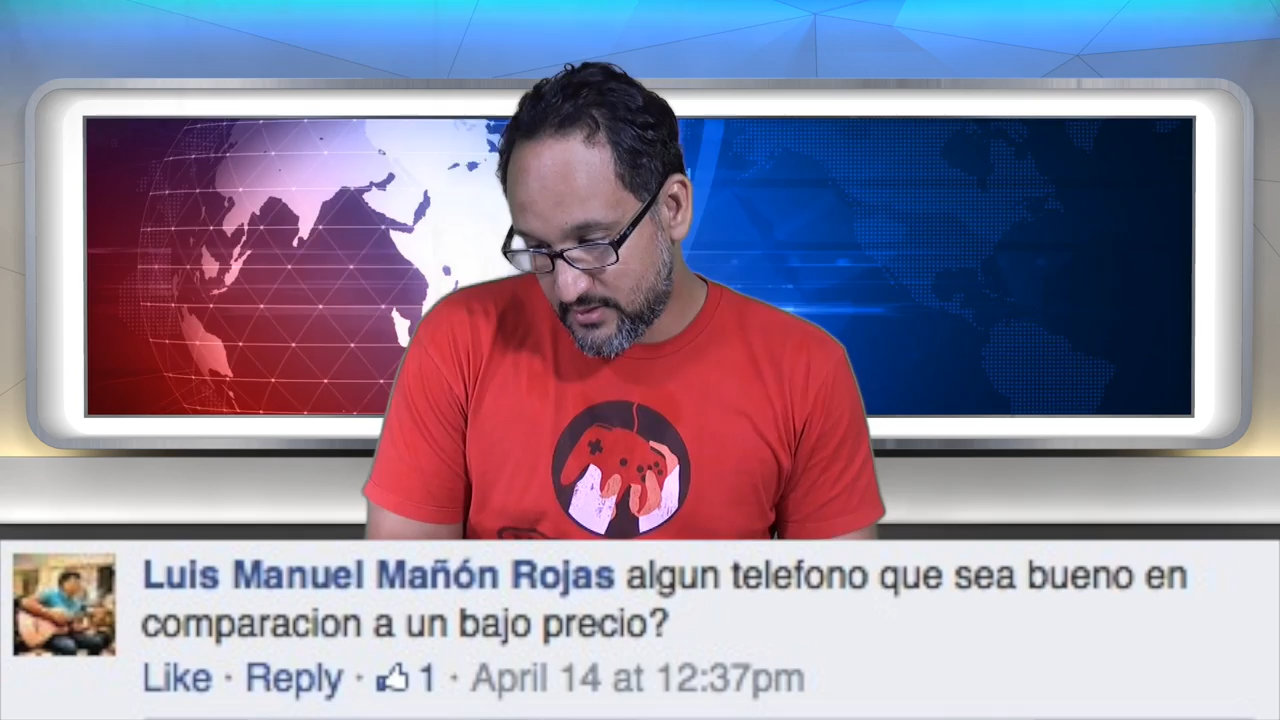 Luis Manuel Mañón Rojas algun telefono que sea bueno en
comparacion a un bajo precio?
Like · Reply · 1 · April 14 at 12:37pm